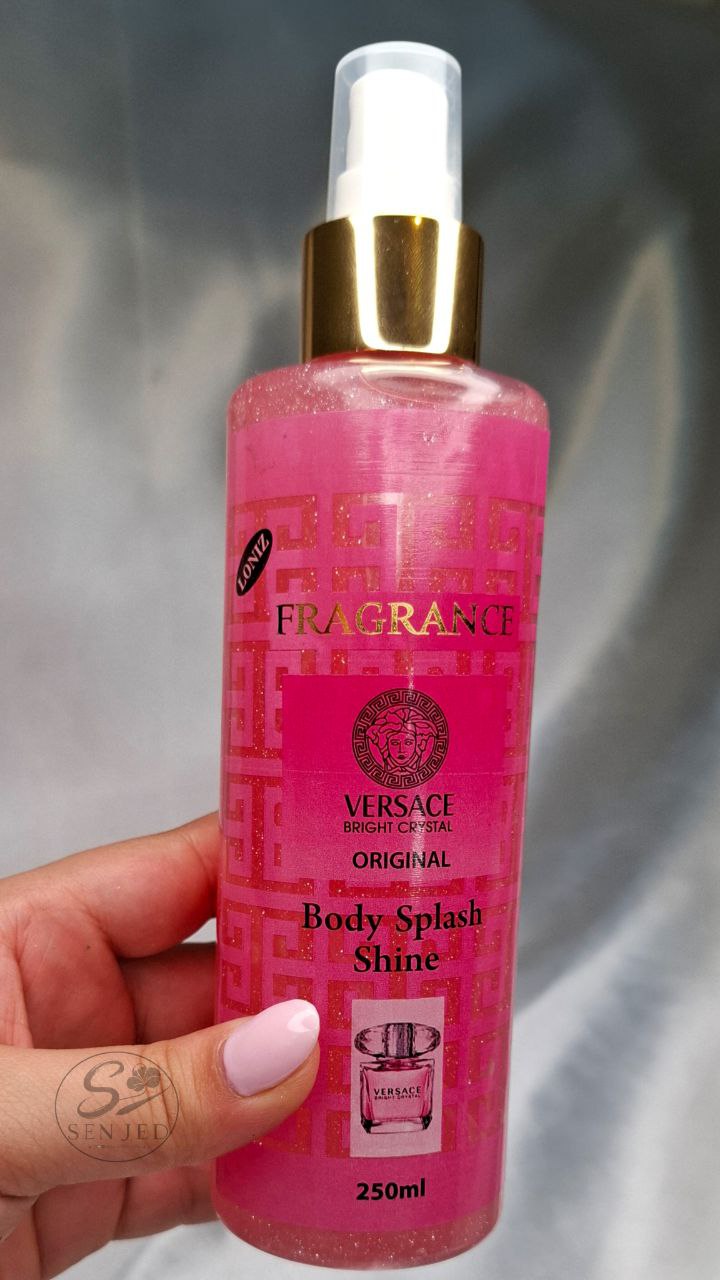 LONIZ
FRAGRANCE
VERSACE
BRIGHT CRYSTAL
ORIGINAL
Body Splash
Shine
VERSACE
BRIGHT CRYSTAL
250ml
SENJED